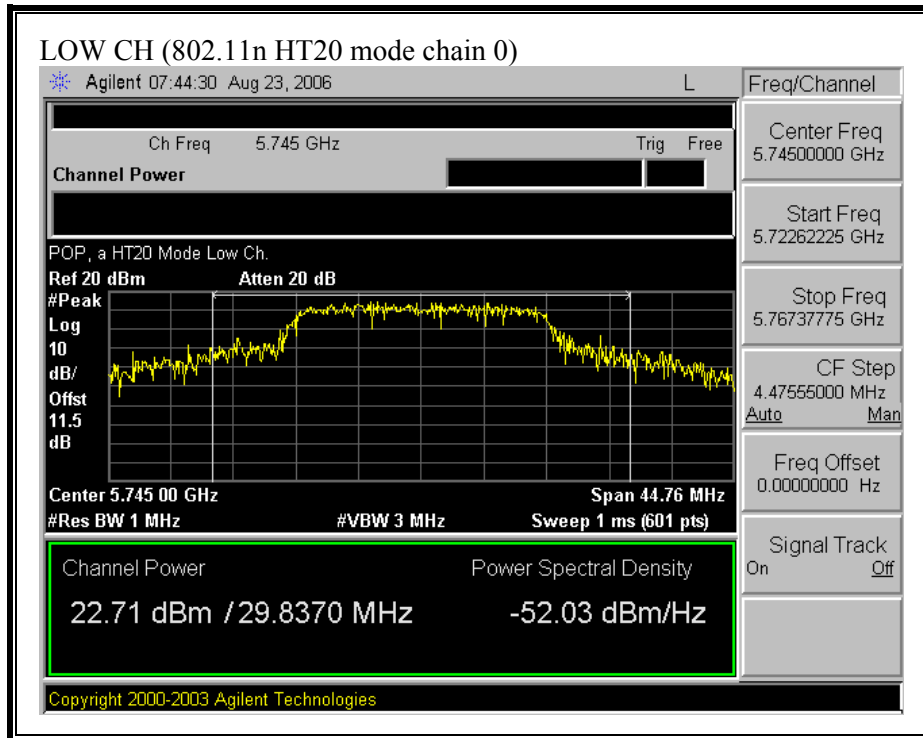 LOW CH (802.11n HT20 mode chain 0)
Agilent 07:44:30 Aug 23, 2006 L
Freq/Channel
Ch Freq 5.745 GHz Trig Free
Channel Power
Center Freq
5.74500000 GHz
Start Freq
5.72262225 GHz
Stop Freq
5.76737775 GHz
CF Step
4.47555000 MHz
Auto Man
Freq Offset
0.00000000 Hz
Signal Track
On Off
POP, a HT20 Mode Low Ch.
Ref 20 dBm Atten 20 dB
#Peak
Log
10
dB/
Offst
11.5
dB
Center 5.745 00 GHz Span 44.76 MHz
#Res BW 1 MHz #VBW 3 MHz Sweep 1 ms (601 pts)
Channel Power Power Spectral Density
22.71 dBm / 29.8370 MHz -52.03 dBm/Hz
Copyright 2000-2003 Agilent Technologies